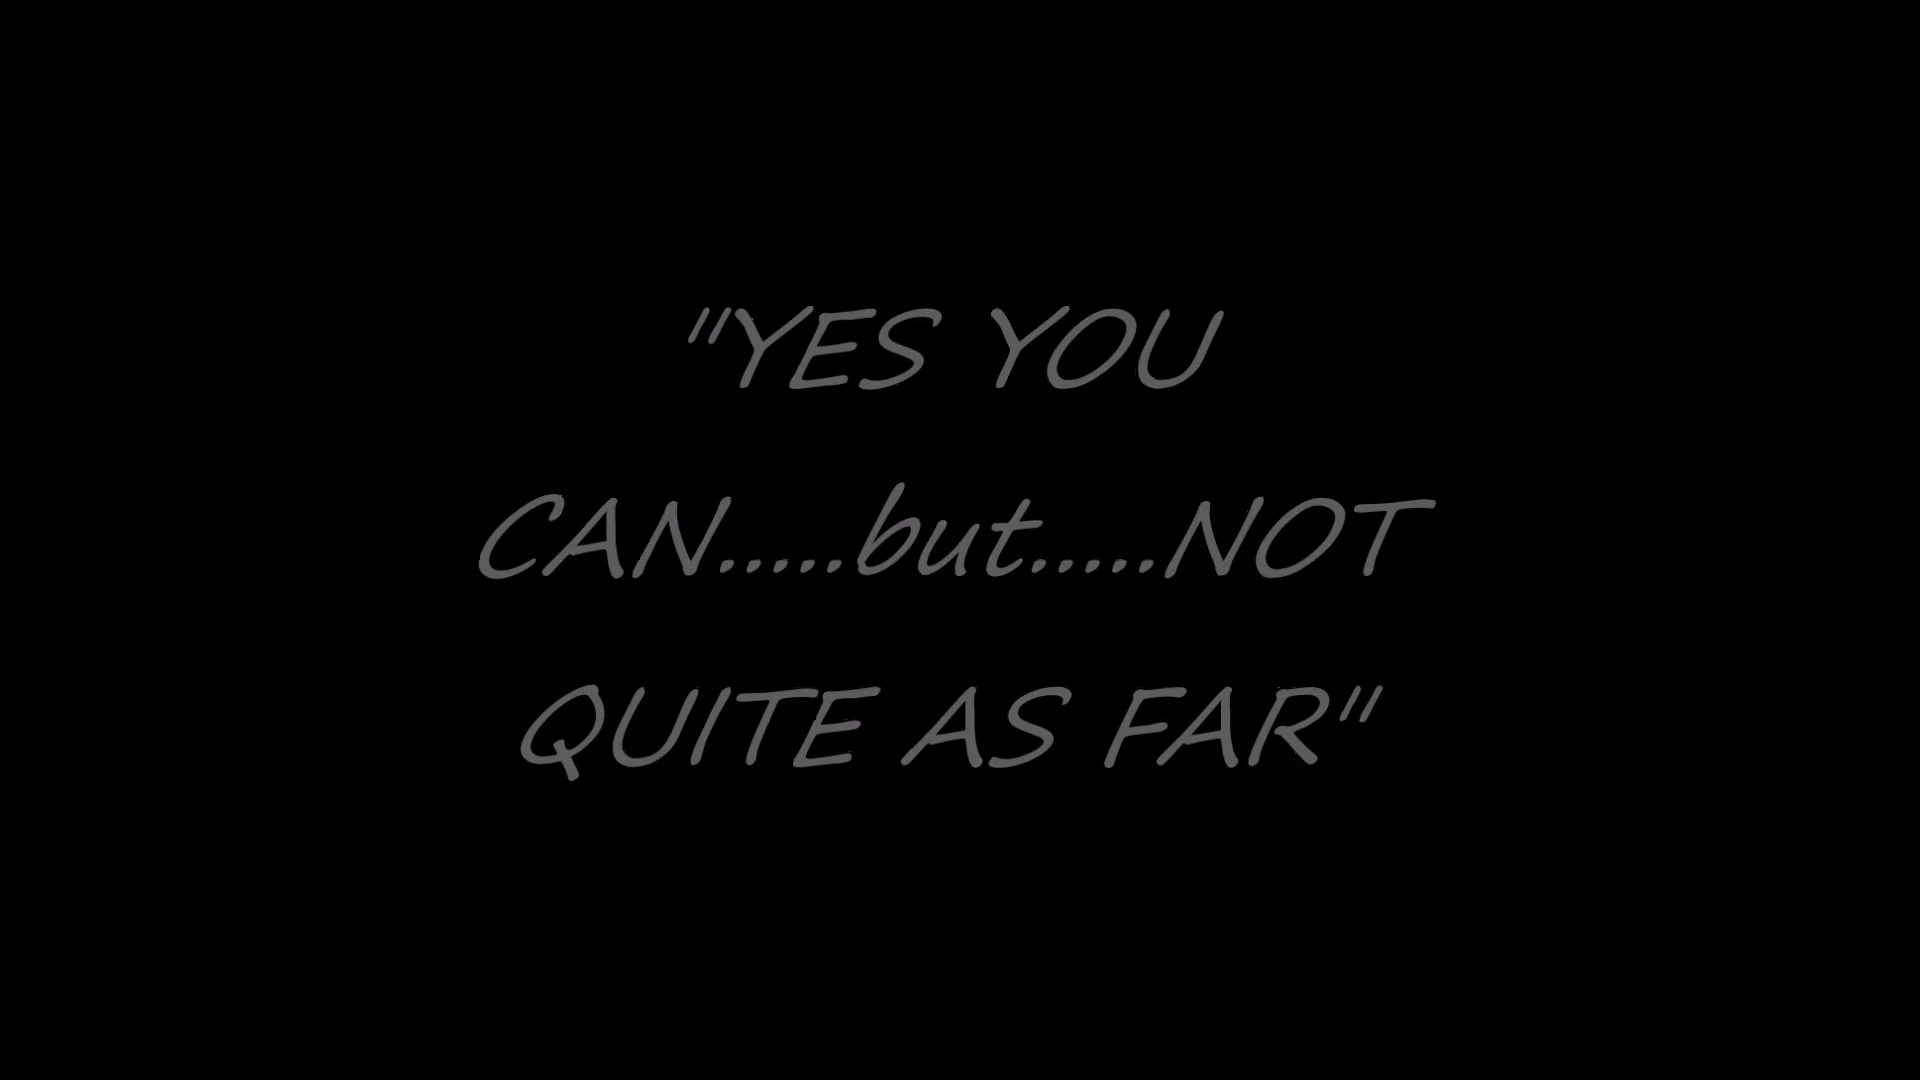 "YES YOU
CAN.....but.....NOT
QUITE AS FAR"